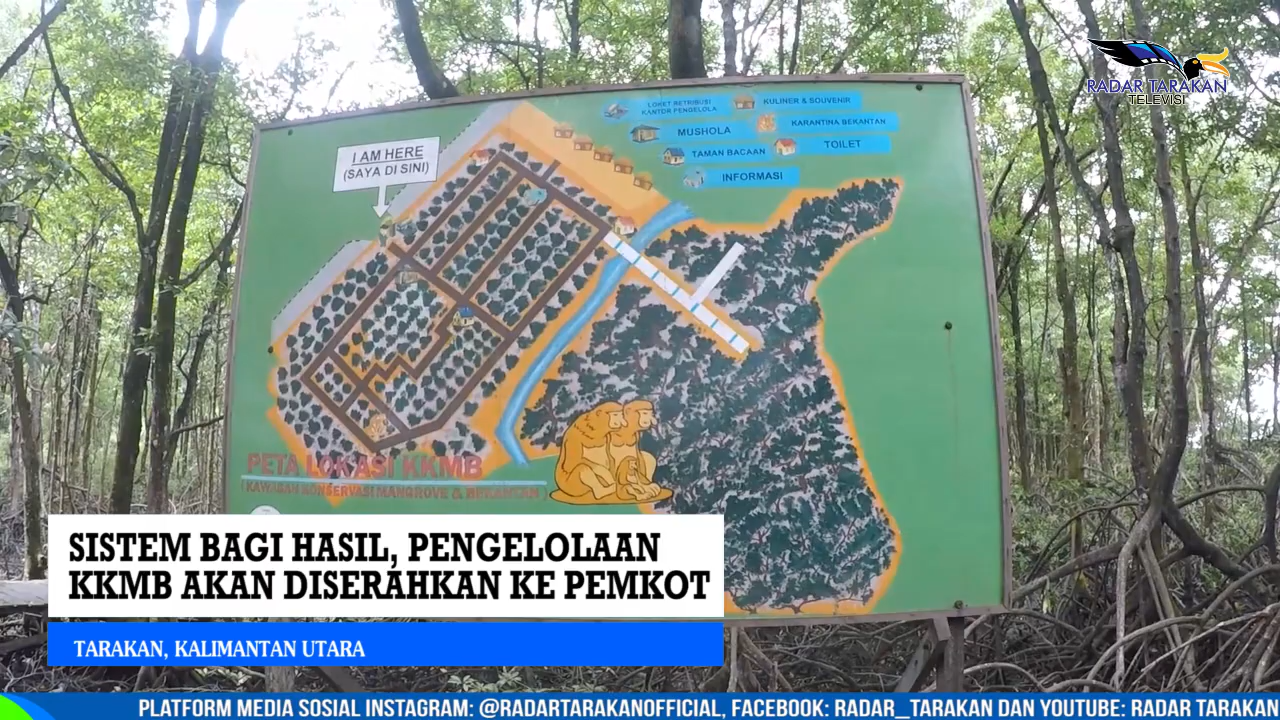 RADAR TARAKAN
TELEVISI
LOKET RETRIBUSI
KANTOR PENGELOLA
KULINER & SOUVENIR
MUSHOLA
KARANTINA BEKANTAN
TAMAN BACAAN
TOILET
INFORMASI
I AM HERE
(SAYA DI SINI)
PETA LOKASI KKMB
(KAWASAN KONSERVASI MANGROVE & BEKANTAN)
SISTEM BAGI HASIL, PENGELOLAAN
KKMB AKAN DISERAHKAN KE PEMKOT
TARAKAN, KALIMANTAN UTARA
PLATFORM MEDIA SOSIAL INSTAGRAM: @RADARTARAKANOFFICIAL, FACEBOOK: RADAR_TARAKAN DAN YOUTUBE: RADAR TARAKAN